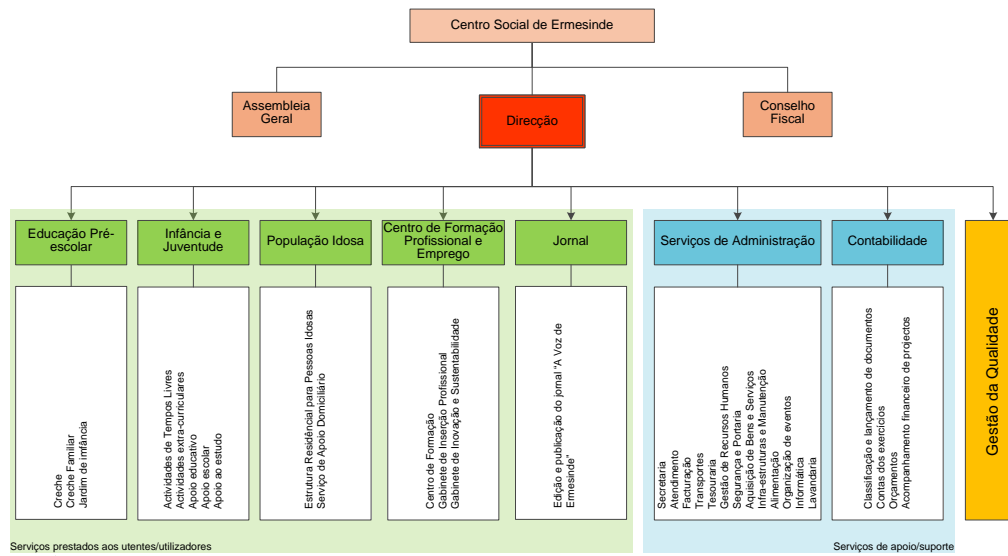 Centro Social de Ermesinde
Assembleia
Geral
Direcção
Conselho
Fiscal
Educação Pré-
escolar
Infância e
Juventude
População Idosa
Centro de Formação
Profissional e
Emprego
Jornal
Serviços de Administração
Contabilidade
Gestão da Qualidade
Creche
Creche Familiar
Jardim de infância
Actividades de Tempos Livres
Actividades extra-curriculares
Apoio educativo
Apoio escolar
Apoio ao estudo
Estrutura Residêncial para Pessoas Idosas
Serviço de Apoio Domiciliário
Centro de Formação
Gabinete de Inserção Profissional
Gabinete de Inovação e Sustentabilidade
Edição e publicação do jornal "A Voz de
Ermesinde"
Secretaria
Atendimento
Facturação
Transportes
Tesouraria
Gestão de Recursos Humanos
Segurança e Portaria
Aquisição de Bens e Serviços
Infra-estruturas e Manutenção
Alimentação
Organização de eventos
Informática
Lavandaria
Classificação e lançamento de documentos
Contas dos exercícios
Orçamentos
Acompanhamento financeiro de projectos
Serviços prestados aos utentes/utilizadores
Serviços de apoio/suporte